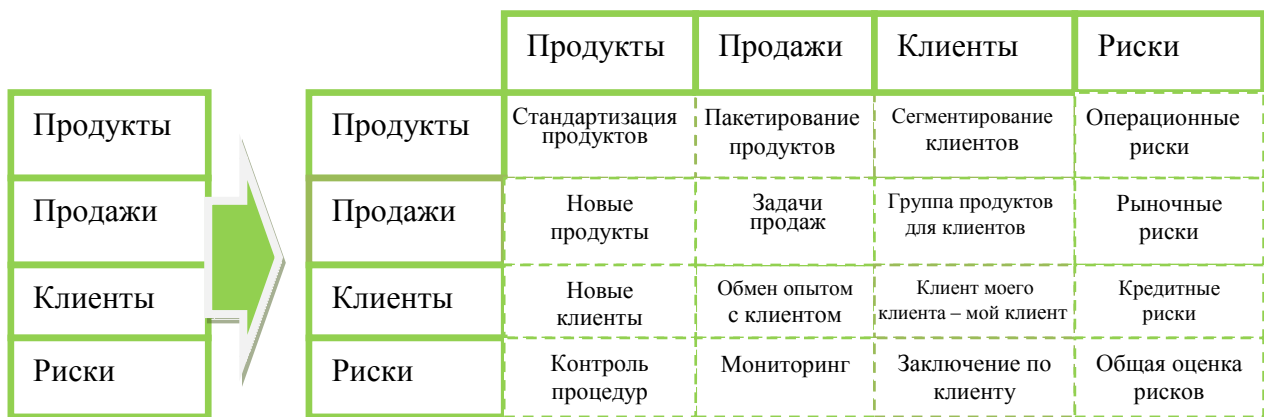 Продукты Продажи Клиенты Риски
Продукты Продукты Стандартизация Пакетирование Сегментирование Операционные
продуктов продуктов клиентов риски
Продажи Продажи Новые Задачи Группа продуктов Рыночные
продукты продаж для клиентов риски
Клиенты Клиенты Новые Обмен опытом Клиент моего Кредитные
клиенты с клиентом клиента – мой клиент риски
Риски Риски Контроль Мониторинг Заключение по Общая оценка
процедур клиенту рисков